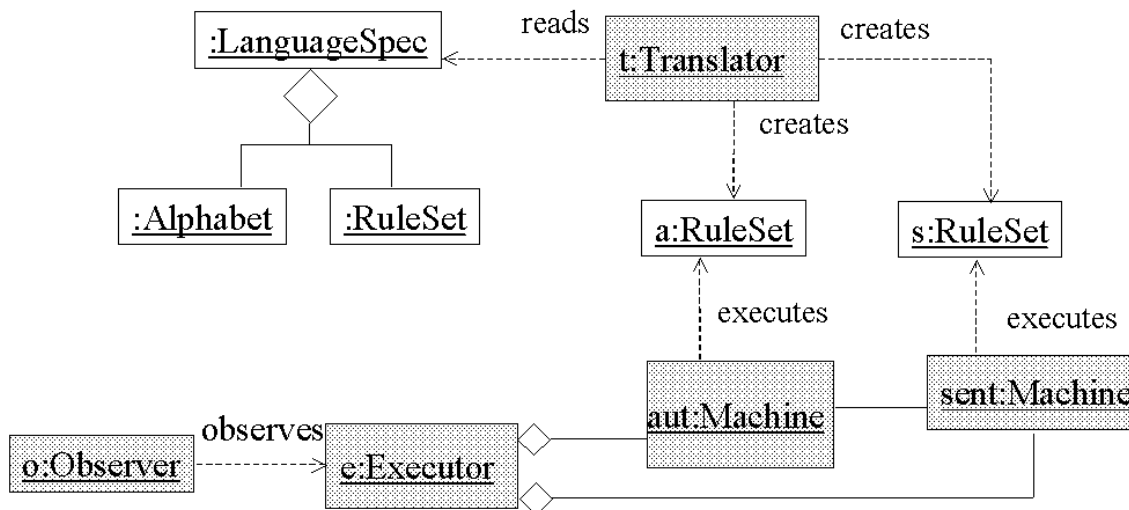 :LanguageSpec
reads
t:Translator
creates
creates
:Alphabet
:RuleSet
a:RuleSet
s:RuleSet
executes
executes
aut:Machine
sent:Machine
o:Observer
observes
e:Executor